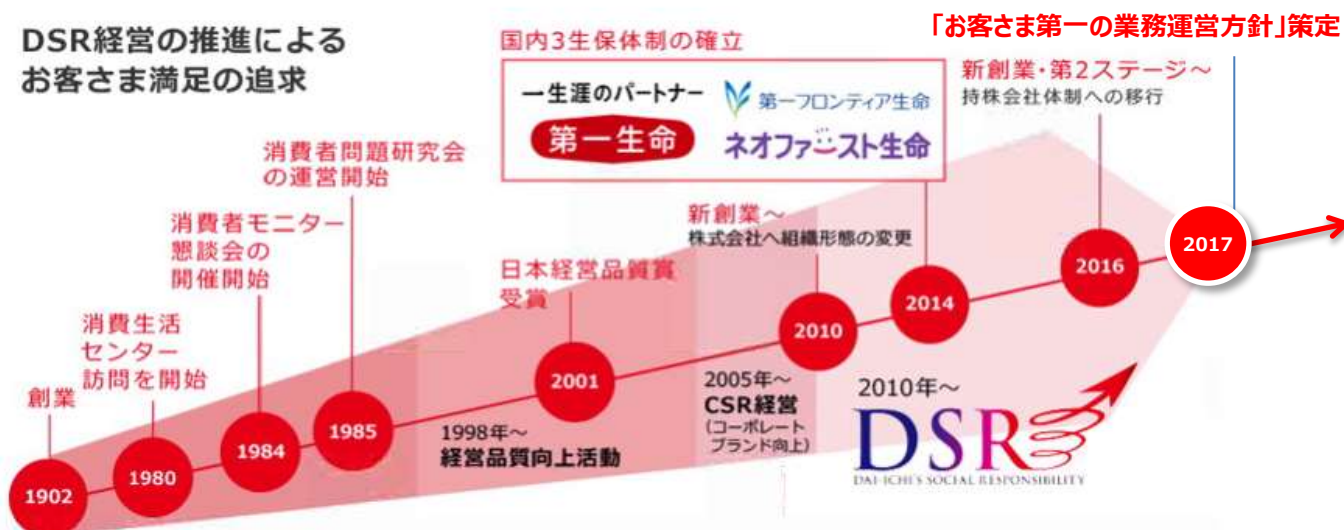 DSR経営の推進による
お客さま満足の追求
国内3生保体制の確立
一生涯のパートナー
第一生命
第一フロンティア生命
ネオファースト生命
「お客さま第一の業務運営方針」策定
新創業・第2ステージ～
持株会社体制への移行
消費者問題研究会
の運営開始
消費者モニター
懇談会の
開催開始
消費生活
センター
訪問を開始
創業
日本経営品質賞
受賞
新創業～
株式会社へ組織形態の変更
1902
1980
1984
1985
2001
2010
2014
2016
2017
1998年～
経営品質向上活動
2005年～
CSR経営
(コーポレート
ブランド向上)
2010年～
DSR
DAI-ICHI'S SOCIAL RESPONSIBILITY